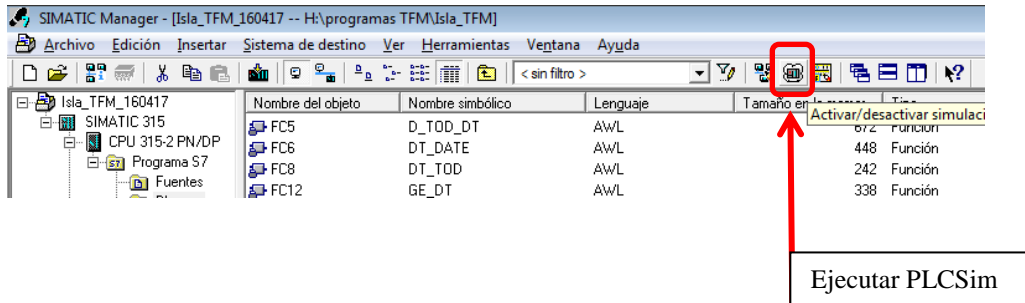 SIMATIC Manager - [Isla_TFM_160417 -- H:\programas TFM\Isla_TFM]
Archivo Edición Insertar Sistema de destino Ver Herramientas Ventana Ayuda
< sin filtro >
Isla_TFM_160417
SIMATIC 315
CPU 315-2 PN/DP
Programa S7
Fuentes
Nombre del objeto Nombre simbólico Lenguaje Tamaño en la
Activar/desactivar simulaci
FC5 D_TOD_DT AWL 672 Función
FC6 DT_DATE AWL 448 Función
FC8 DT_TOD AWL 242 Función
FC12 GE_DT AWL 338 Función
Ejecutar PLCSim